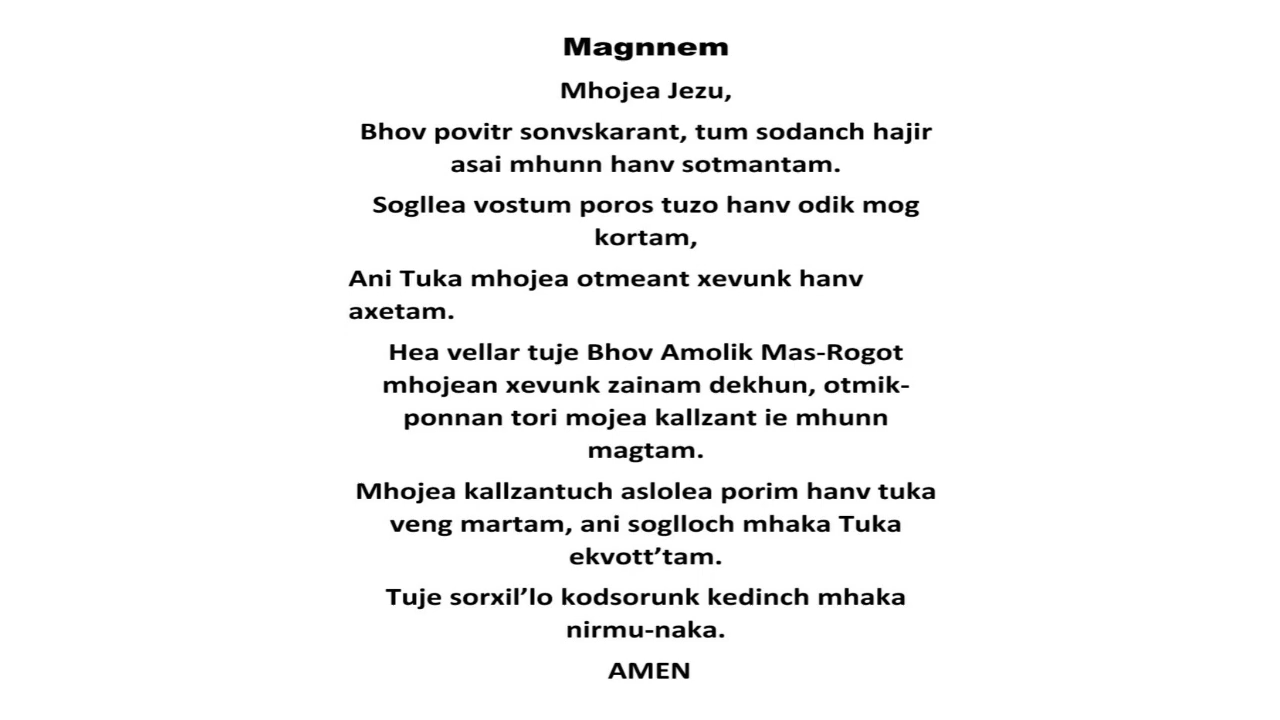 Magnnem
Mhojea Jezu,
Bhov povitr sonvskarant, tum sodanch hajir
asai mhunn hanv sotmantam.
Sogllea vostum poros tuzo hanv odik mog
kortam,
Ani Tuka mhojea otmeant xevunk hanv
axetam.
Hea vellar tuje Bhov Amolik Mas-Rogot
mhojean xevunk zainam dekhun, otmik-
ponnan tori mojea kallzant ie mhunn
magtam.
Mhojea kallzantuch aslolea porim hanv tuka
veng martam, ani soglloch mhaka Tuka
ekvott’tam.
Tuje sorxil’lo kodsorunk kedinch mhaka
nirmu-naka.
AMEN